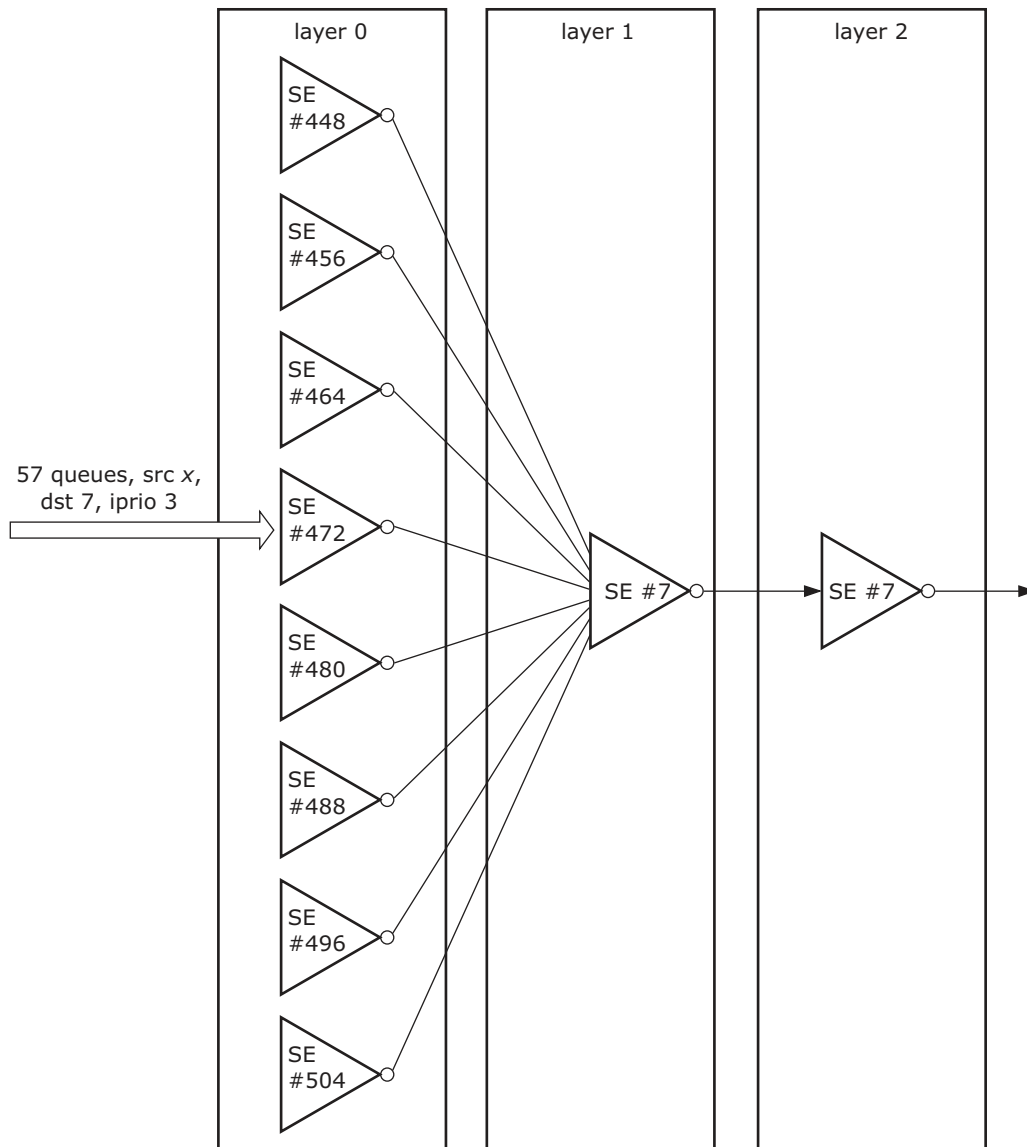 layer 0
layer 1
layer 2
SE
#448
SE
#456
SE
#464
57 queues, src x,
dst 7, iprio 3
SE
#472
SE #7
SE #7
SE
#480
SE
#488
SE
#496
SE
#504